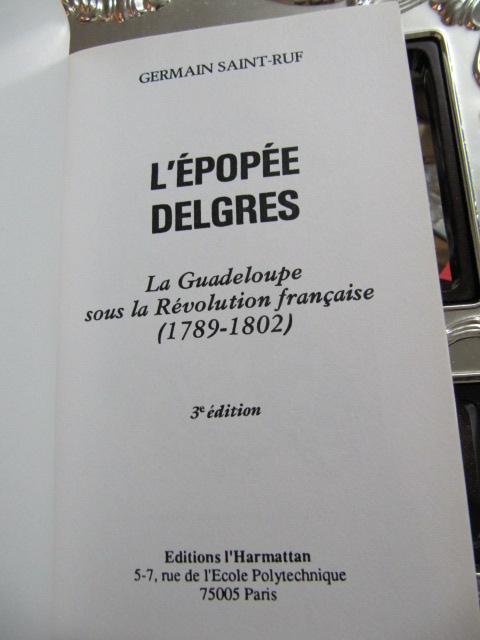 GERMAIN SAINT-RUF
L'ÉPOPÉE
DELGRES
La Guadeloupe
sous la Révolution française
(1789-1802)
3e édition
Editions l'Harmattan
5-7, rue de l'Ecole Polytechnique
75005 Paris